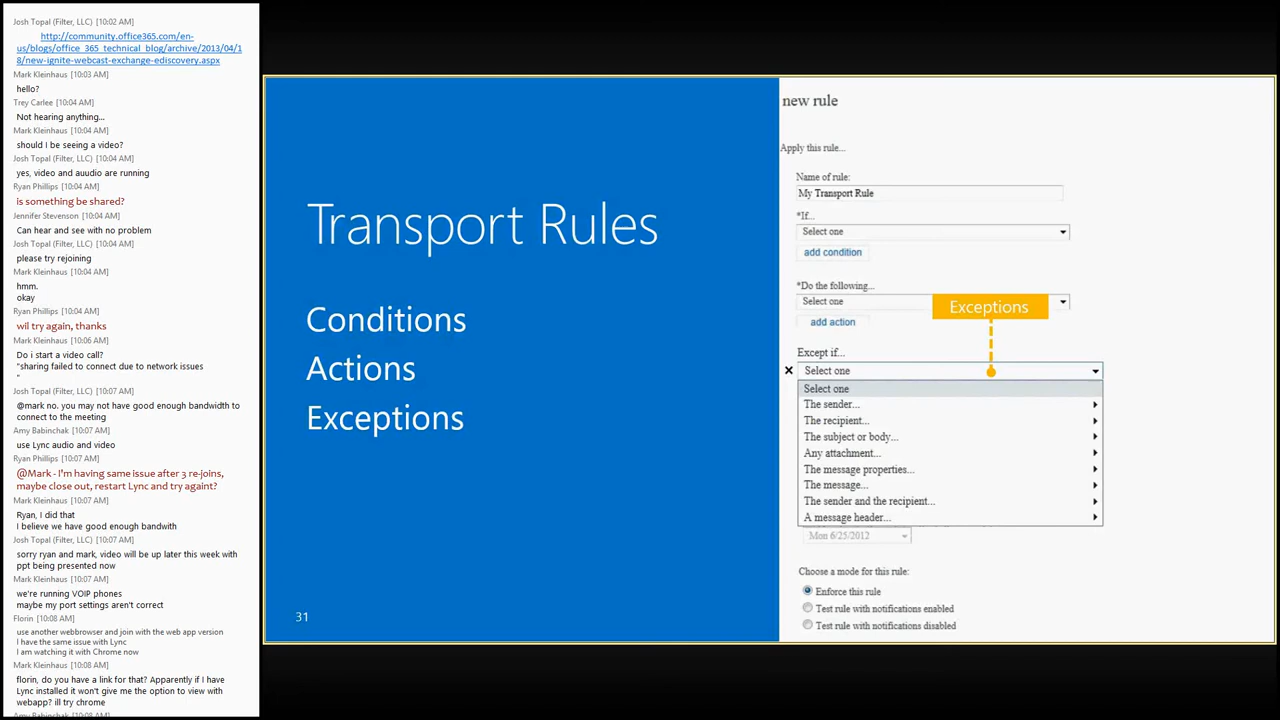 Josh Topal (Filter, LLC) [10:02 AM]
http://community.office365.com/en-
us/blogs/office_365_technical_blog/archive/2013/04/1
8/new-ignite-webcast-exchange-ediscovery.aspx
Mark Kleinhaus [10:03 AM]
hello?
Trey Carlee [10:04 AM]
Not hearing anything...
Mark Kleinhaus [10:04 AM]
should I be seeing a video?
Josh Topal (Filter, LLC) [10:04 AM]
yes, video and auudio are running
Ryan Phillips [10:04 AM]
is something be shared?
Jennifer Stevenson [10:04 AM]
Can hear and see with no problem
Josh Topal (Filter, LLC) [10:04 AM]
please try rejoining
Mark Kleinhaus [10:04 AM]
hmm.
okay
Ryan Phillips [10:04 AM]
wil try again, thanks
Mark Kleinhaus [10:06 AM]
Do i start a video call?
"sharing failed to connect due to network issues
"
Josh Topal (Filter, LLC) [10:07 AM]
@mark no. you may not have good enough bandwidth to
connect to the meeting
Amy Babinchak [10:07 AM]
use Lync audio and video
Ryan Phillips [10:07 AM]
@Mark - I'm having same issue after 3 re-joins,
maybe close out, restart Lync and try againt?
Mark Kleinhaus [10:07 AM]
Ryan, I did that
I believe we have good enough bandwith
Josh Topal (Filter, LLC) [10:07 AM]
sorry ryan and mark, video will be up later this week with
ppt being presented now
Mark Kleinhaus [10:07 AM]
we're running VOIP phones
maybe my port settings aren't correct
Florin [10:08 AM]
use another webrowser and join with the web app version
I have the same issue with Lync
I am watching it with Chrome now
Mark Kleinhaus [10:08 AM]
florin, do you have a link for that? Apparently if I have
Lync installed it won't give me the option to view with
webapp? ill try chrome
Amy Babinchak [10:08 AM]
Transport Rules
Conditions
Actions
Exceptions
31
new rule
Apply this rule...
Name of rule:
My Transport Rule
*If...
Select one
add condition
*Do the following...
Select one
Exceptions
add action
Except if...
Select one
Select one
The sender...
The recipient...
The subject or body...
Any attachment...
The message properties...
The message...
The sender and the recipient...
A message header...
Mon 6/25/2012
Choose a mode for this rule:
Enforce this rule
Test rule with notifications enabled
Test rule with notifications disabled